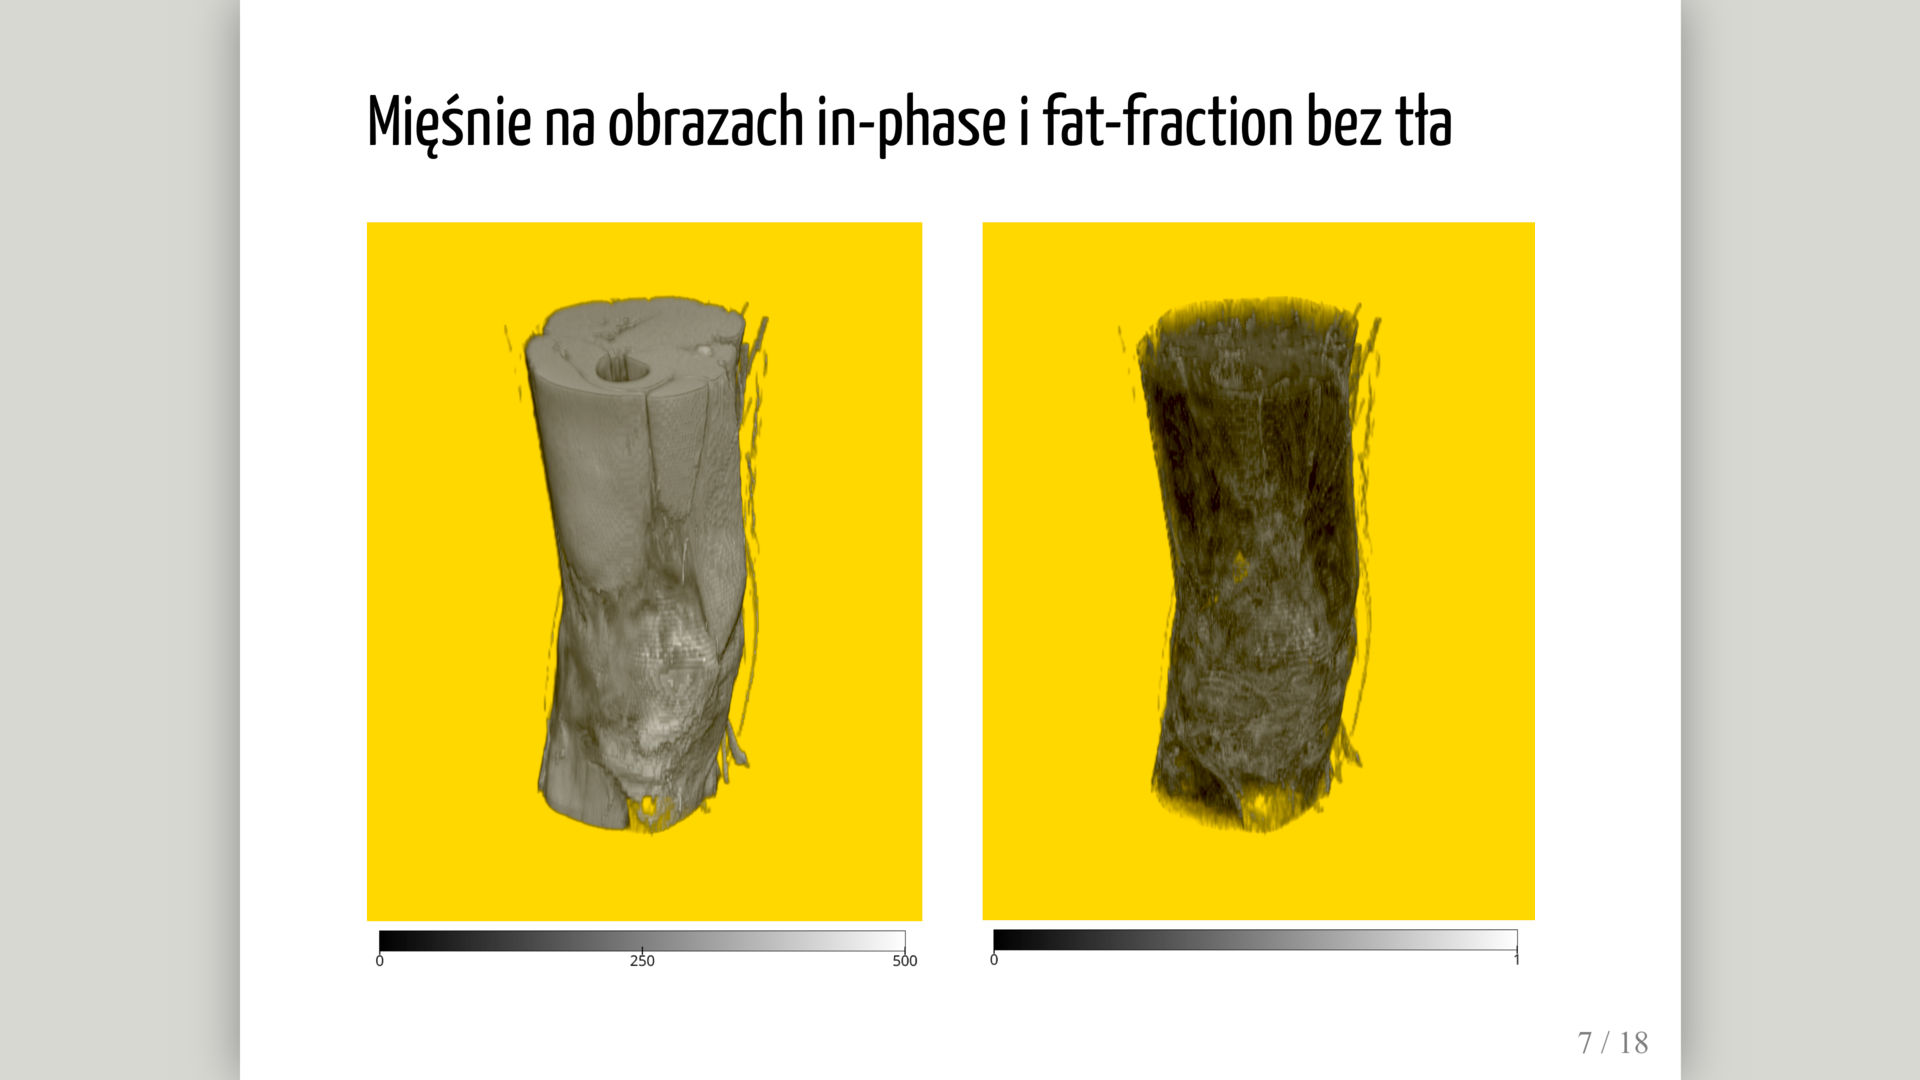 Mięśnie na obrazach in-phase i fat-fraction bez tła
0 250 500
0 1
7 / 18